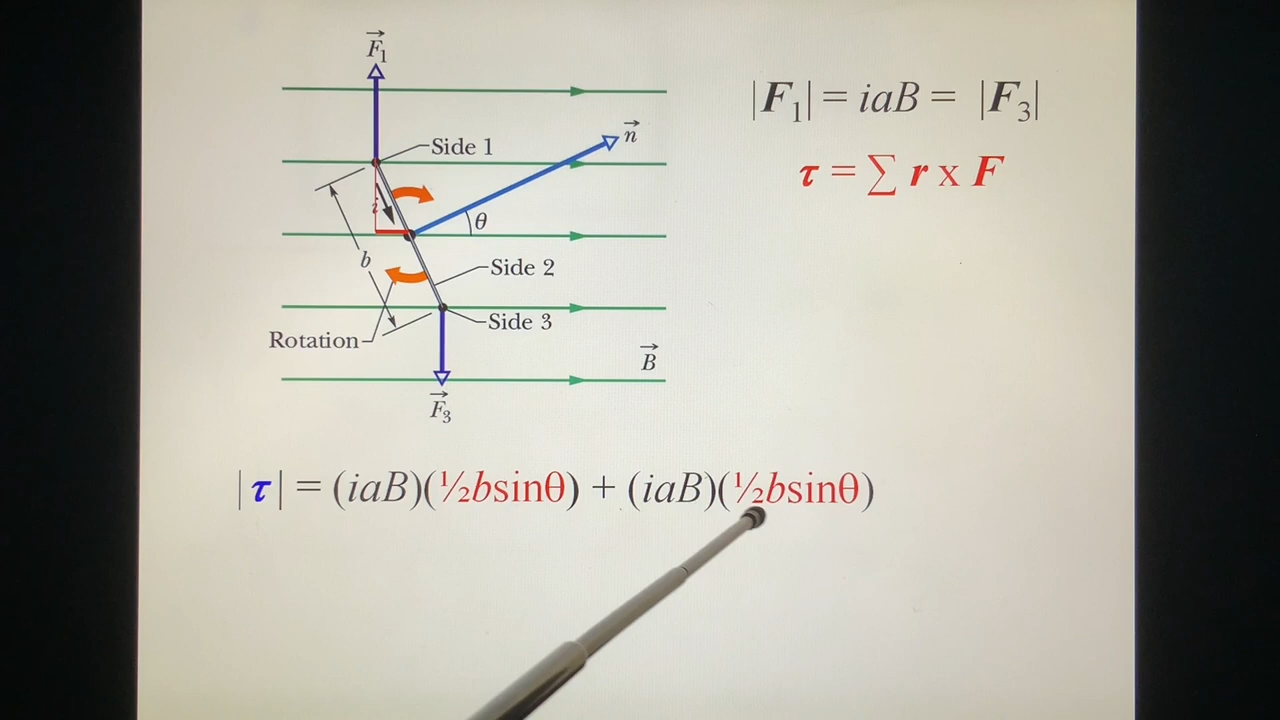 F₁
Side 1
n
i
θ
b
Side 2
Side 3
Rotation
B
F₃
|F₁| = iaB = |F₃|
τ = ∑ r x F
|τ| = (iaB)(½bsinθ) + (iaB)(½bsinθ)